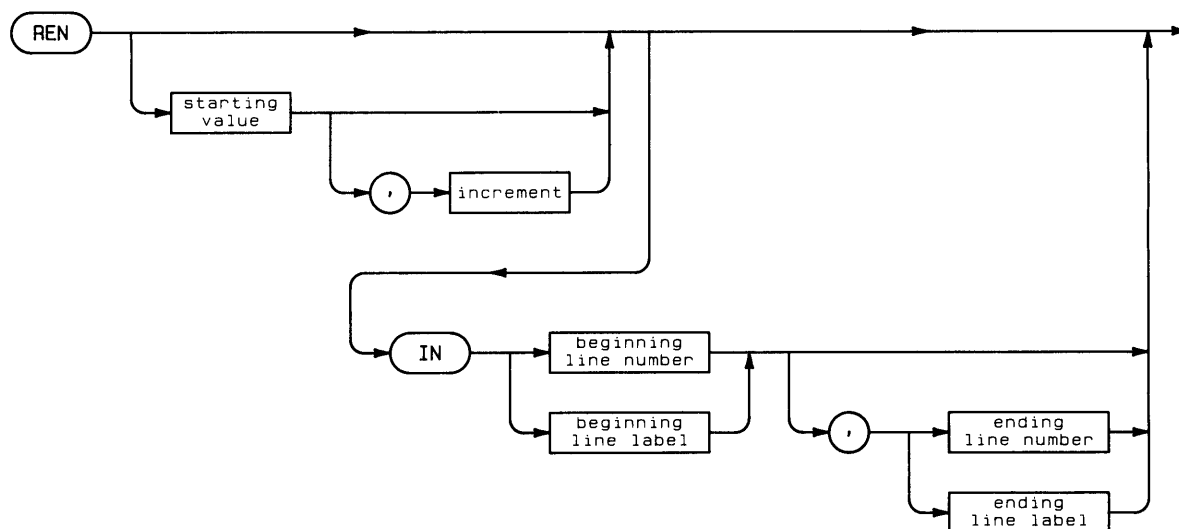 REN
starting
value
,
increment
IN
beginning
line number
beginning
line label
,
ending
line number
ending
line label